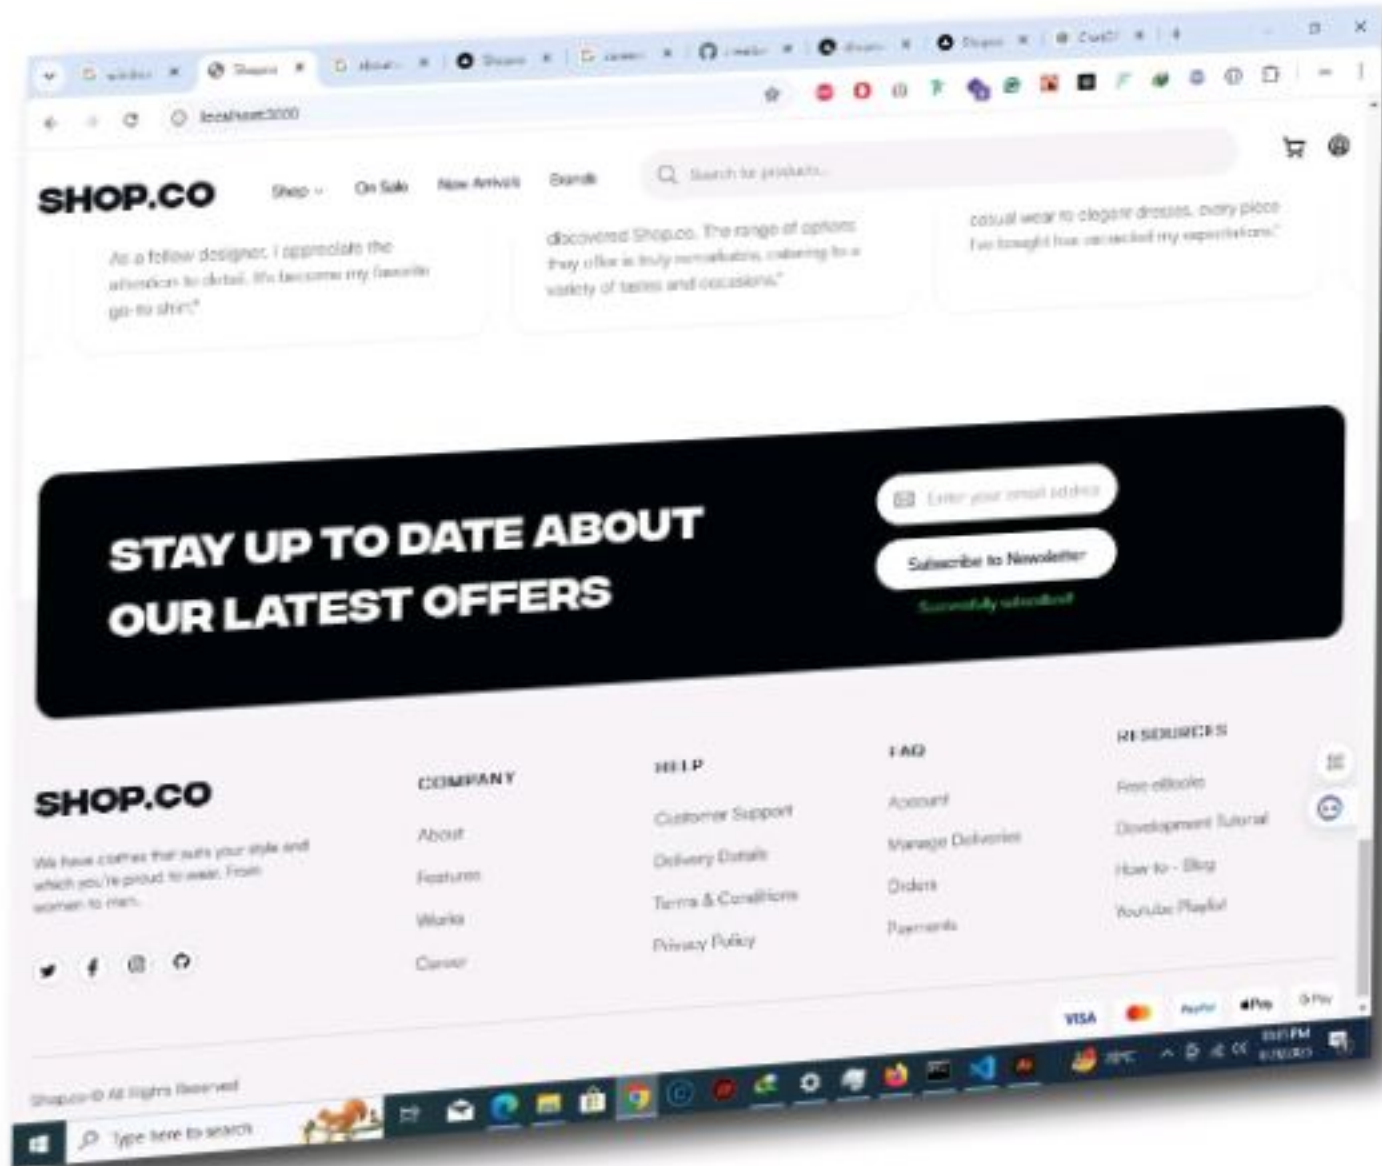 localhost:3000
SHOP.CO
Shop
On Sale
New Arrivals
Brands
Search for products...
As a fellow designer, I appreciate the
attention to detail. It's become my favorite
go-to shirt."
discovered Shop.co. The range of options
they offer is truly remarkable, catering to a
variety of tastes and occasions."
casual wear to elegant dresses, every piece
I've bought has exceeded my expectations."
STAY UP TO DATE ABOUT
OUR LATEST OFFERS
Enter your email address
Subscribe to Newsletter
Successfully subscribed!
SHOP.CO
We have clothes that suits your style and
which you're proud to wear. From
women to men.
COMPANY
About
Features
Works
Career
HELP
Customer Support
Delivery Details
Terms & Conditions
Privacy Policy
FAQ
Account
Manage Deliveries
Orders
Payments
RESOURCES
Free eBooks
Development Tutorial
How to - Blog
Youtube Playlist
VISA
PayPal
Pay
G Pay
Shop.co © All Rights Reserved
Type here to search